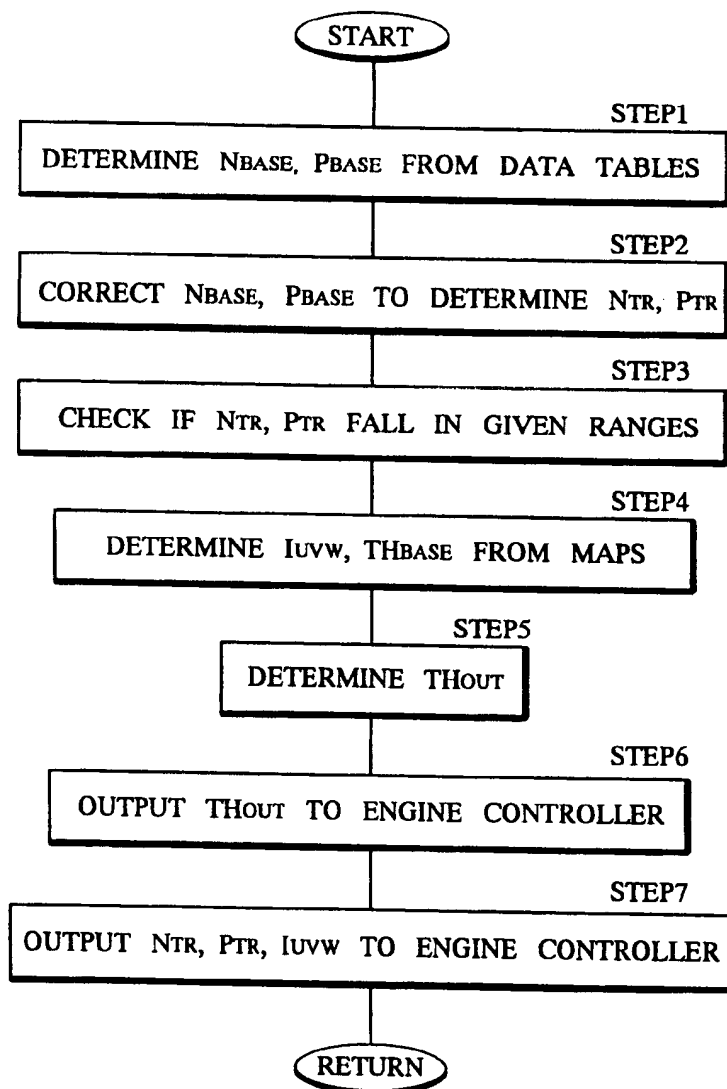 START
STEP1
DETERMINE NBASE, PBASE FROM DATA TABLES
STEP2
CORRECT NBASE, PBASE TO DETERMINE NTR, PTR
STEP3
CHECK IF NTR, PTR FALL IN GIVEN RANGES
STEP4
DETERMINE IUVW, THBASE FROM MAPS
STEP5
DETERMINE THOUT
STEP6
OUTPUT THOUT TO ENGINE CONTROLLER
STEP7
OUTPUT NTR, PTR, IUVW TO ENGINE CONTROLLER
RETURN